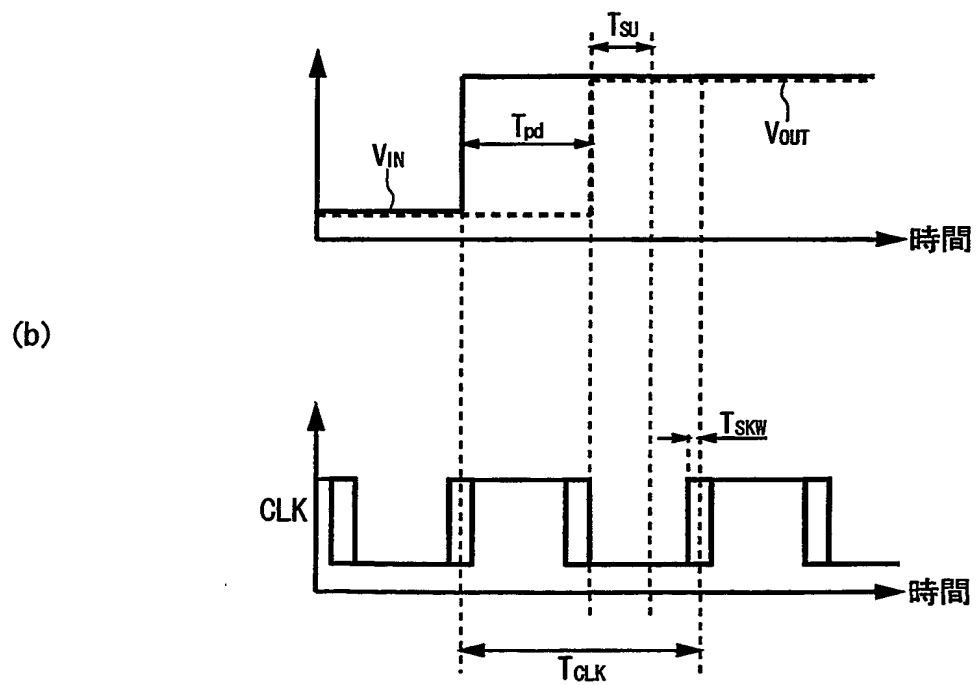 TSU
Tpd
VIN
VOUT
時間
(b)
TSKW
CLK
時間
TCLK